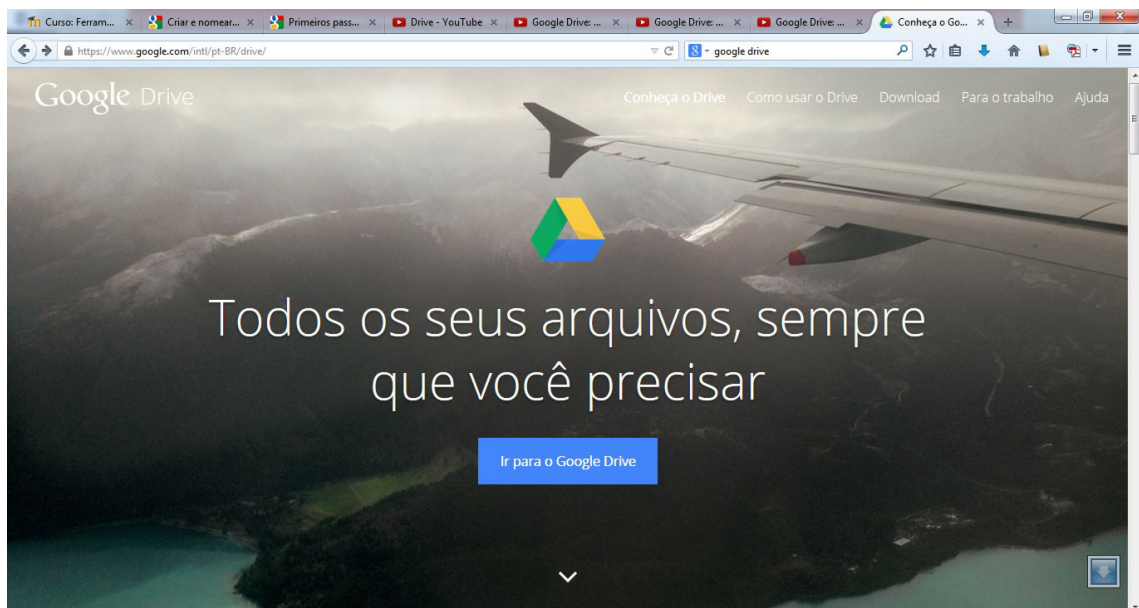 Curso: Ferram...
Criar e nomear...
Primeiros pass...
Drive - YouTube
Google Drive: ...
Google Drive: ...
Google Drive: ...
Conheça o Go...
https://www.google.com/intl/pt-BR/drive/
google drive
Google Drive
Conheça o Drive
Como usar o Drive
Download
Para o trabalho
Ajuda
Todos os seus arquivos, sempre
que você precisar
Ir para o Google Drive